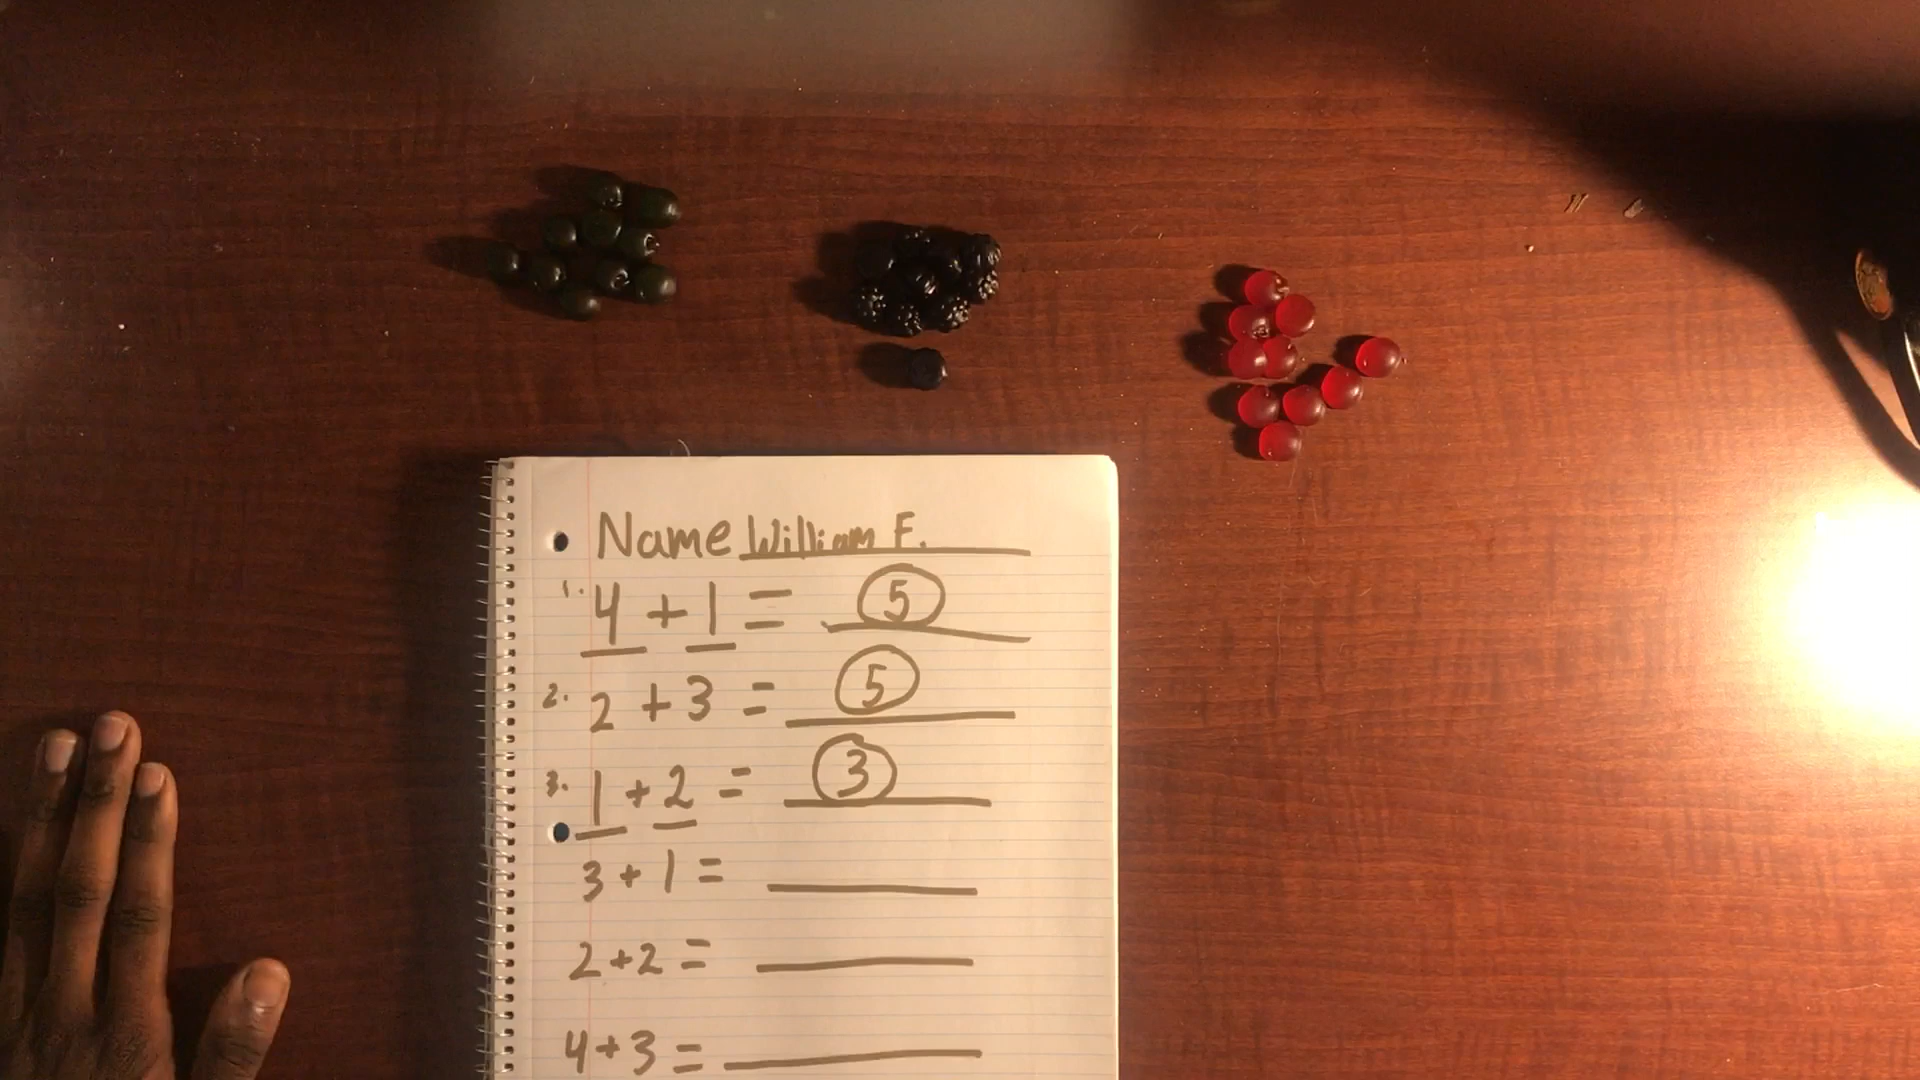 Name William F.
1. 4 + 1 = 5
2. 2 + 3 = 5
3. 1 + 2 = 3
3 + 1 =
2 + 2 =
4 + 3 =